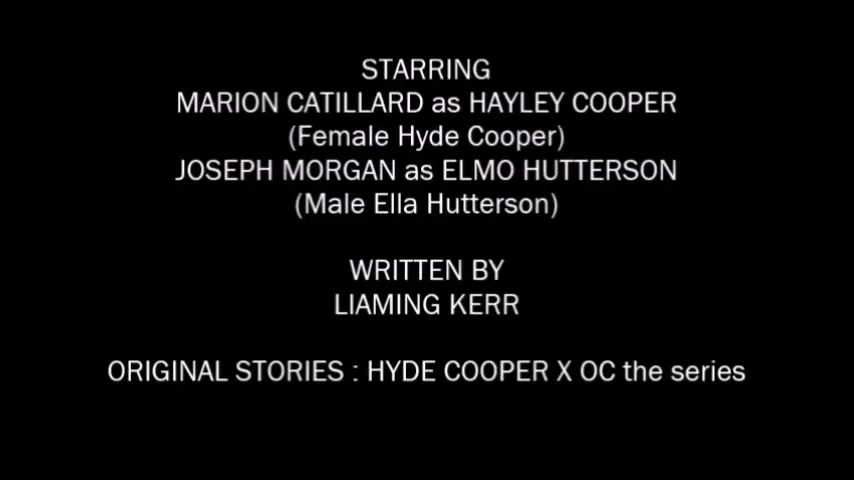 STARRING
MARION CATILLARD as HAYLEY COOPER
(Female Hyde Cooper)
JOSEPH MORGAN as ELMO HUTTERSON
(Male Ella Hutterson)
WRITTEN BY
LIAMING KERR
ORIGINAL STORIES : HYDE COOPER X OC the series